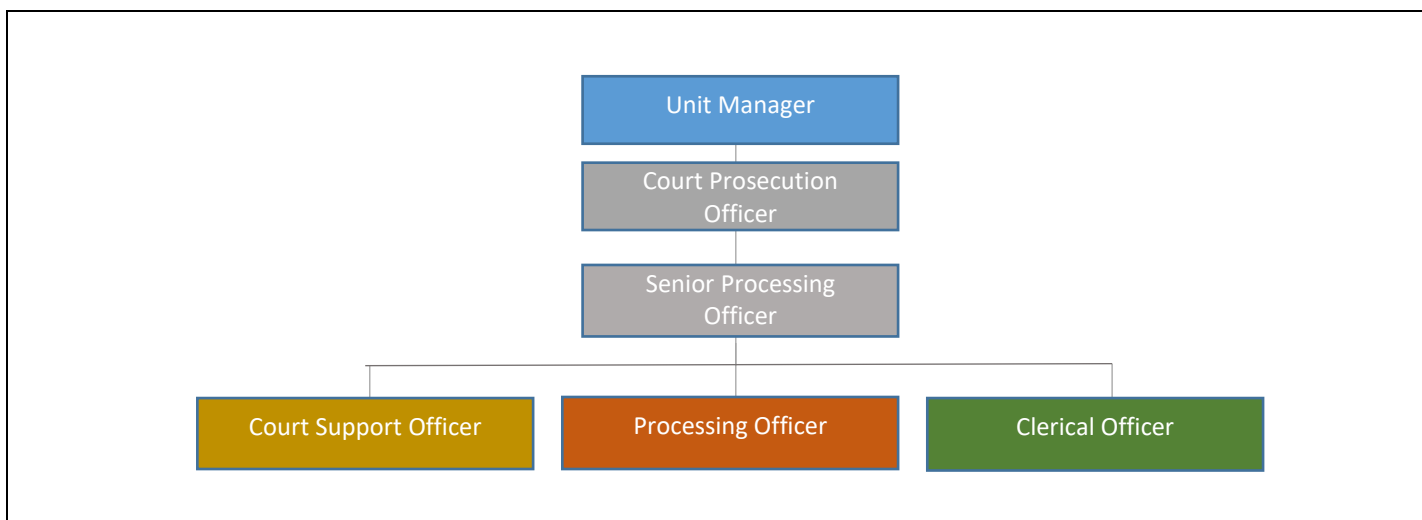 Unit Manager
Court Prosecution
Officer
Senior Processing
Officer
Court Support Officer
Processing Officer
Clerical Officer